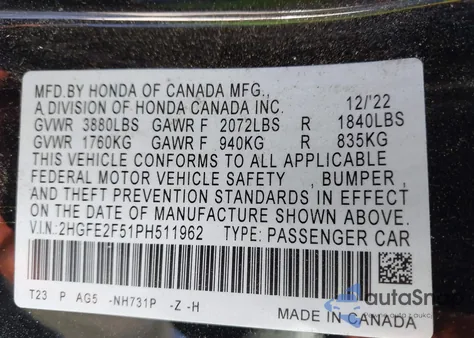 MFD.BY HONDA OF CANADA MFG.,
A DIVISION OF HONDA CANADA INC. 12/'22
GVWR 3880LBS GAWR F 2072LBS R 1840LBS
GVWR 1760KG GAWR F 940KG R 835KG
THIS VEHICLE CONFORMS TO ALL APPLICABLE
FEDERAL MOTOR VEHICLE SAFETY , BUMPER ,
AND THEFT PREVENTION STANDARDS IN EFFECT
ON THE DATE OF MANUFACTURE SHOWN ABOVE.
V.I.N.:2HGFE2F51PH511962 TYPE: PASSENGER CAR
T23 P AG5 -NH731P -Z -H
MADE IN CANADA